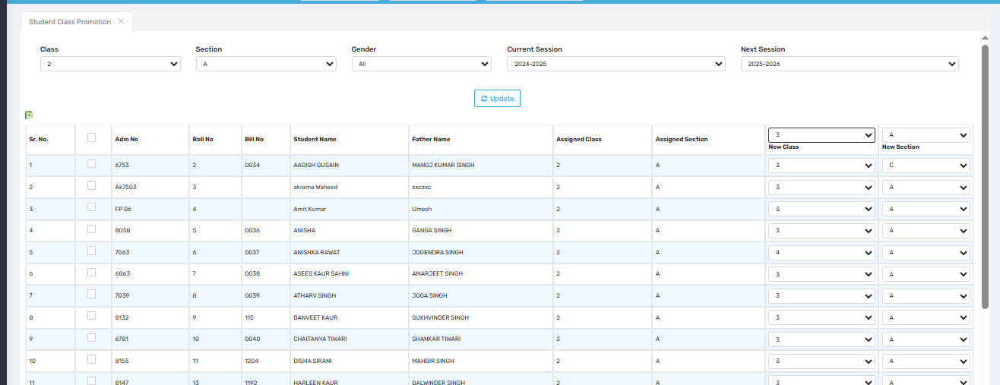 Student Class Promotion ×
Class Section Gender Current Session Next Session
2 A All 2024-2025 2025-2026
Update
3 A
Sr. No. Adm No Roll No Bill No Student Name Father Name Assigned Class Assigned Section New Class New Section
1 6753 2 0034 AADISH GUSAIN MANOJ KUMAR SINGH 2 A 3 C
2 Ak7503 3 akrama Waheed zxczxc 2 A 3 A
3 FP 06 4 Amit Kumar Umesh 2 A 3 A
4 8058 5 0036 ANISHA GANGA SINGH 2 A 3 A
5 7063 6 0037 ANISHKA RAWAT JOGENDRA SINGH 2 A 4 A
6 6863 7 0038 ASEES KAUR SAHNI AMARJEET SINGH 2 A 3 A
7 7039 8 0039 ATHARV SINGH JOGA SINGH 2 A 3 A
8 8132 9 115 BANVEET KAUR SUKHVINDER SINGH 2 A 3 A
9 6781 10 0040 CHAITANYA TIWARI SHANKAR TIWARI 2 A 3 A
10 8155 11 1204 DISHA SIRANI MAHBIR SINGH 2 A 3 A
11 8147 13 1192 HARLEEN KAUR BALWINDER SINGH 2 A 3 A